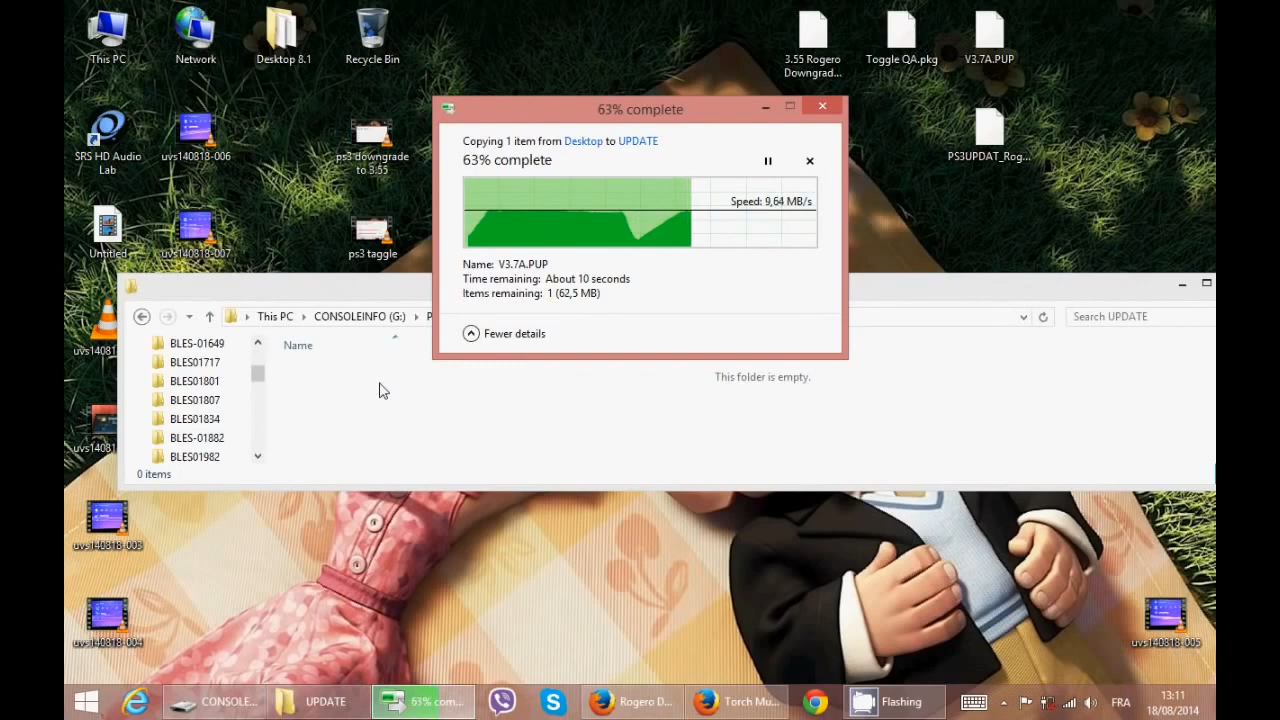 This PC
Network
Desktop 8.1
Recycle Bin
3.55 Rogero Downgrad...
Toggle QA.pkg
V3.7A.PUP
SRS HD Audio Lab
uvs140818-006
ps3 downgrade to 3.55
PS3UPDAT_Rog...
Untitled
uvs140818-007
ps3 taggle
63% complete
Copying 1 item from Desktop to UPDATE
63% complete
Speed: 9,64 MB/s
Name: V3.7A.PUP
Time remaining: About 10 seconds
Items remaining: 1 (62,5 MB)
Fewer details
This PC
CONSOLEINFO (G:)
P
Search UPDATE
BLES-01649
BLES01717
BLES01801
BLES01807
BLES01834
BLES-01882
BLES01982
Name
This folder is empty.
0 items
uvs14081
uvs14081
uvs140818-003
uvs140818-004
uvs140818-005
CONSOLE...
UPDATE
63% com...
Rogero D...
Torch Mu...
Flashing
FR
13:11
18/08/2014